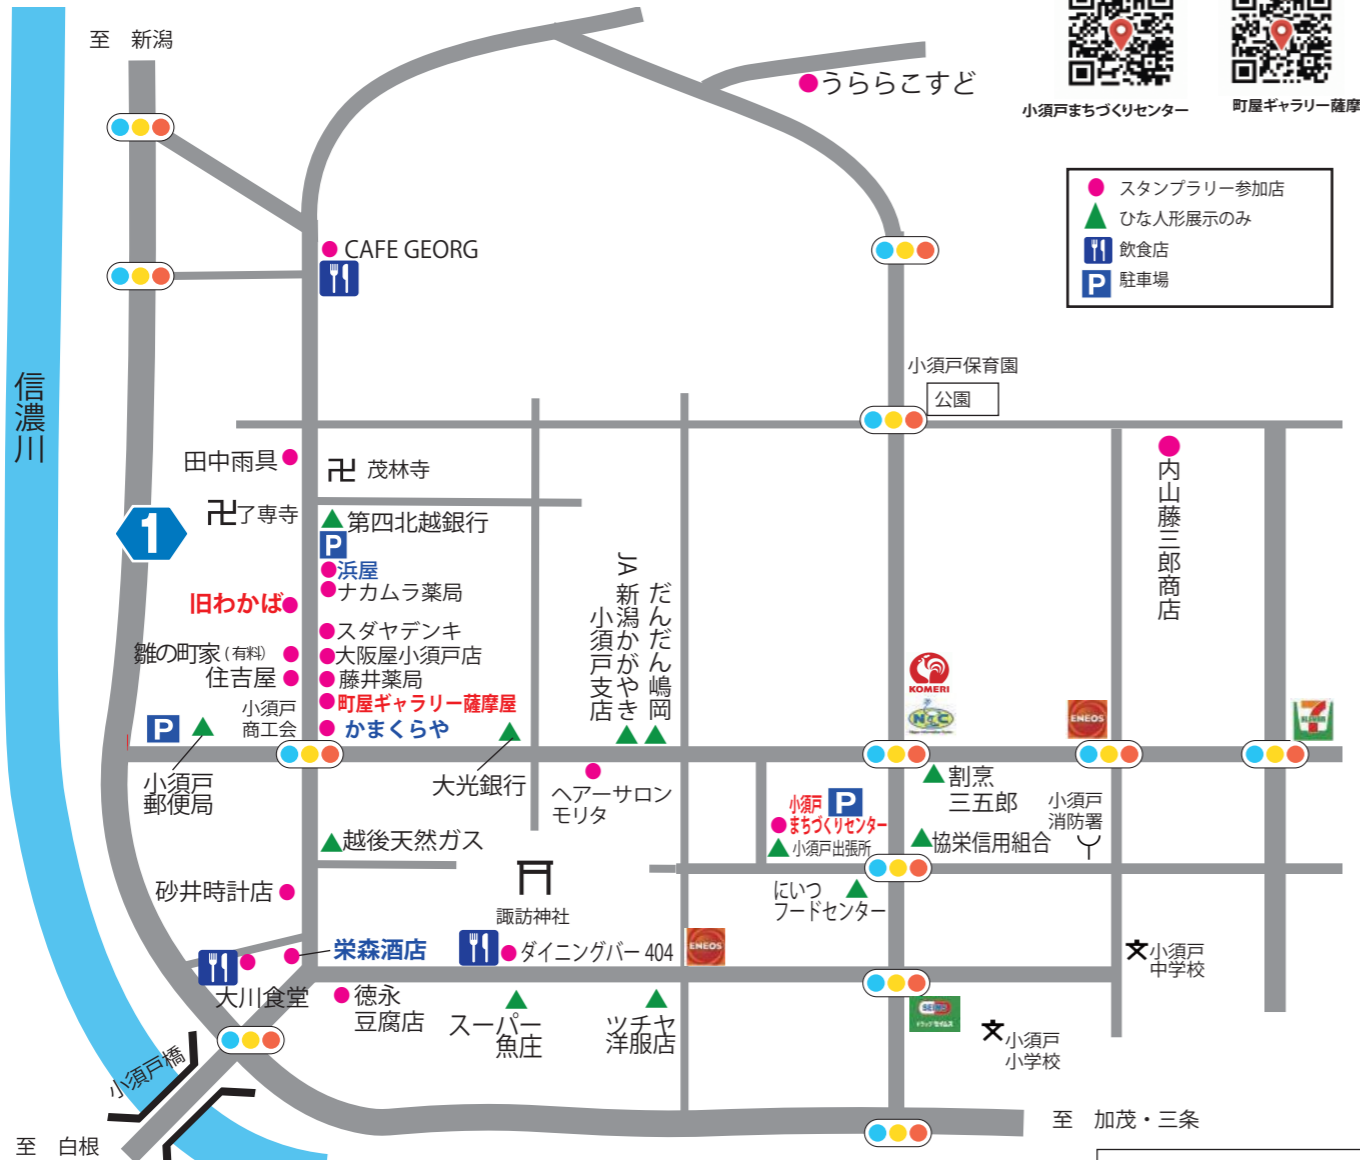 至 新潟
うららこすど
小須戸まちづくりセンター
町屋ギャラリー薩摩
スタンプラリー参加店
ひな人形展示のみ
飲食店
P
駐車場
CAFE GEORG
信濃川
小須戸保育園
公園
田中雨具
卍 茂林寺
卍了専寺
1
第四北越銀行
P
浜屋
ナカムラ薬局
旧わかば
スダヤデンキ
雛の町家(有料)
大阪屋小須戸店
住吉屋
藤井薬局
町屋ギャラリー薩摩屋
小須戸
商工会
かまくらや
JA新潟かがやき
小須戸支店
だんだん嶋岡
内山藤三郎商店
KOMERI
N&C
ENEOS
7
ELEVEN
P
小須戸
郵便局
大光銀行
ヘアーサロン
モリタ
小須戸
P
まちづくりセンター
小須戸出張所
割烹
三五郎
協栄信用組合
小須戸
消防署
越後天然ガス
にいつ
フードセンター
砂井時計店
諏訪神社
栄森酒店
ダイニングバー 404
ENEOS
文小須戸
中学校
大川食堂
徳永
豆腐店
スーパー
魚庄
ツチヤ
洋服店
文小須戸
小学校
小須戸橋
至 白根
至 加茂・三条